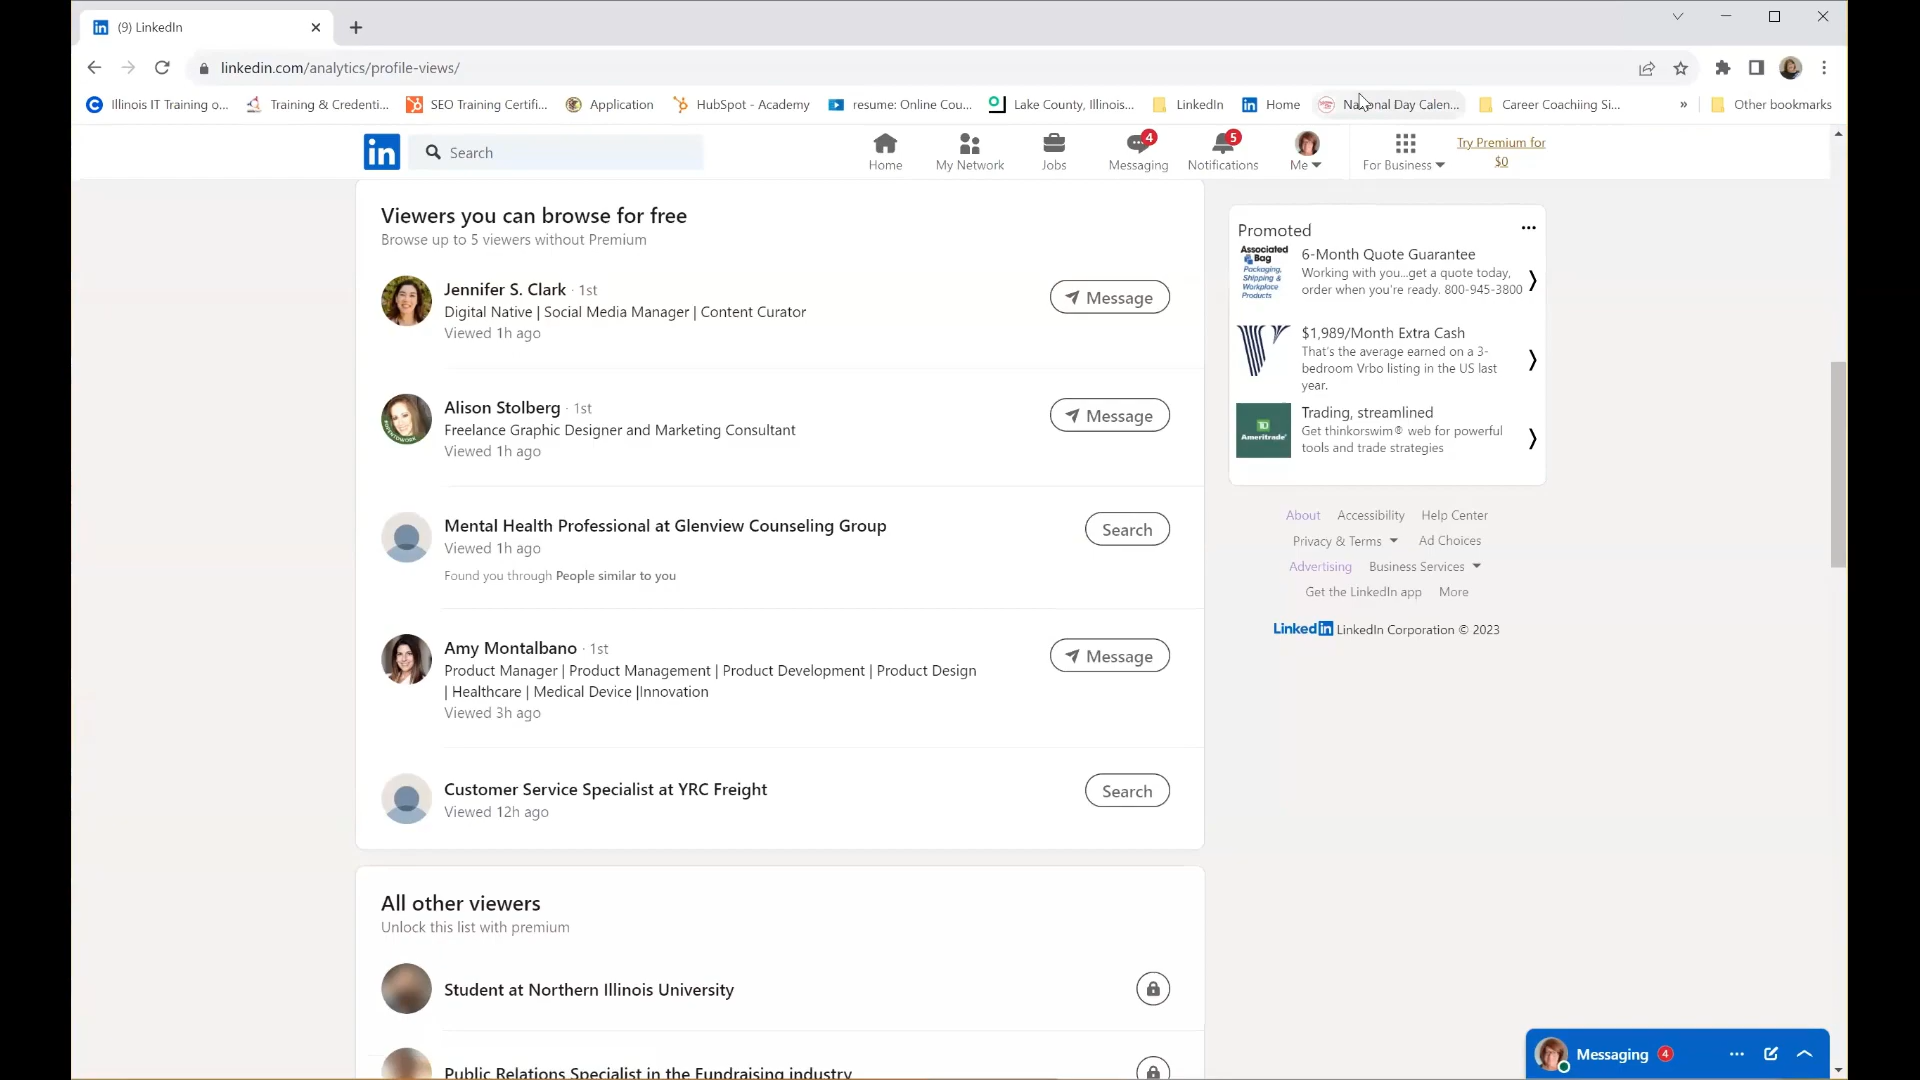 (9) LinkedIn
linkedin.com/analytics/profile-views/
Illinois IT Training o...
Training & Credenti...
SEO Training Certifi...
Application
HubSpot - Academy
resume: Online Cou...
Lake County, Illinois...
LinkedIn
Home
National Day Calen...
Career Coachiing Si...
»
Other bookmarks
in
Search
Home
My Network
Jobs
4
Messaging
5
Notifications
Me
For Business
Try Premium for
$0
Viewers you can browse for free
Browse up to 5 viewers without Premium
Jennifer S. Clark · 1st
Digital Native | Social Media Manager | Content Curator
Viewed 1h ago
Message
Alison Stolberg · 1st
Freelance Graphic Designer and Marketing Consultant
Viewed 1h ago
Message
Mental Health Professional at Glenview Counseling Group
Viewed 1h ago
Found you through People similar to you
Search
Amy Montalbano · 1st
Product Manager | Product Management | Product Development | Product Design
| Healthcare | Medical Device |Innovation
Viewed 3h ago
Message
Customer Service Specialist at YRC Freight
Viewed 12h ago
Search
All other viewers
Unlock this list with premium
Student at Northern Illinois University
Public Relations Specialist in the Fundraising industry
Promoted
Associated
Bag
Packaging,
Shipping &
Workplace
Products
6-Month Quote Guarantee
Working with you...get a quote today,
order when you're ready. 800-945-3800
$1,989/Month Extra Cash
That's the average earned on a 3-
bedroom Vrbo listing in the US last
year.
Ameritrade
Trading, streamlined
Get thinkorswim® web for powerful
tools and trade strategies
About Accessibility Help Center
Privacy & Terms Ad Choices
Advertising Business Services
Get the LinkedIn app More
LinkedIn LinkedIn Corporation © 2023
Messaging 4